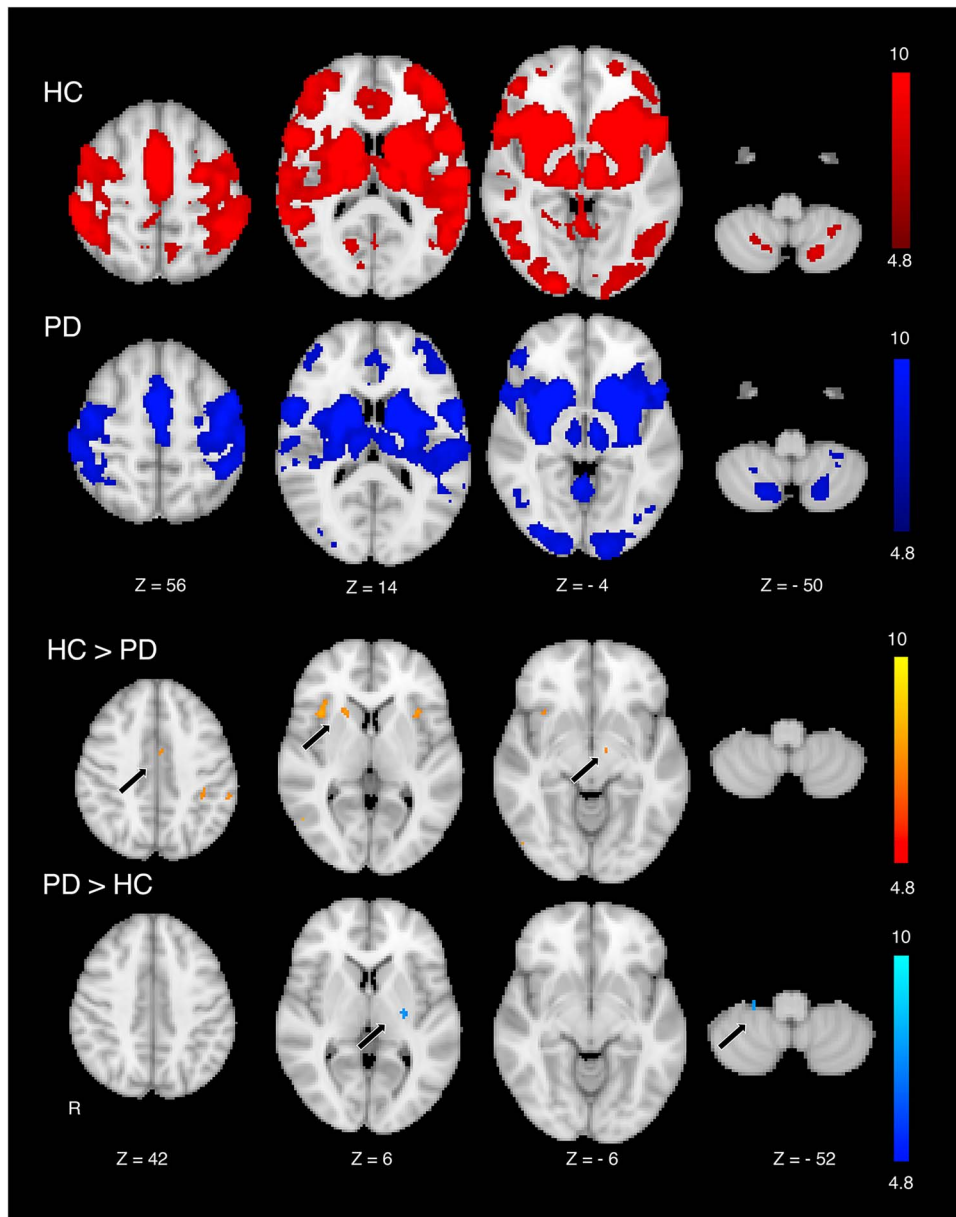 10
HC
4.8
PD
10
4.8
Z = 56
Z = 14
Z = - 4
Z = - 50
10
HC > PD
4.8
PD > HC
10
R
4.8
Z = 42
Z = 6
Z = - 6
Z = - 52